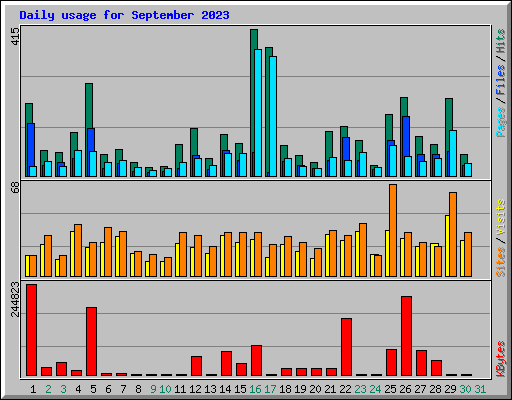 Daily usage for September 2023
415
Pages / Files / Hits
68
Sites / Visits
244823
KBytes
1 2 3 4 5 6 7 8 9 10 11 12 13 14 15 16 17 18 19 20 21 22 23 24 25 26 27 28 29 30 31